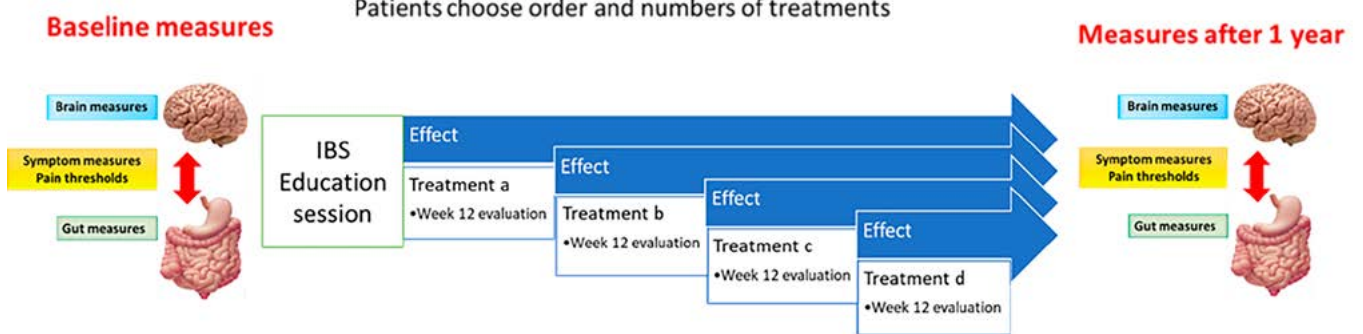 Patients choose order and numbers of treatments
Baseline measures
Brain measures
Symptom measures
Pain thresholds
Gut measures
IBS
Education
session
Effect
Treatment a
•Week 12 evaluation
Effect
Treatment b
•Week 12 evaluation
Effect
Treatment c
•Week 12 evaluation
Effect
Treatment d
•Week 12 evaluation
Measures after 1 year
Brain measures
Symptom measures
Pain thresholds
Gut measures